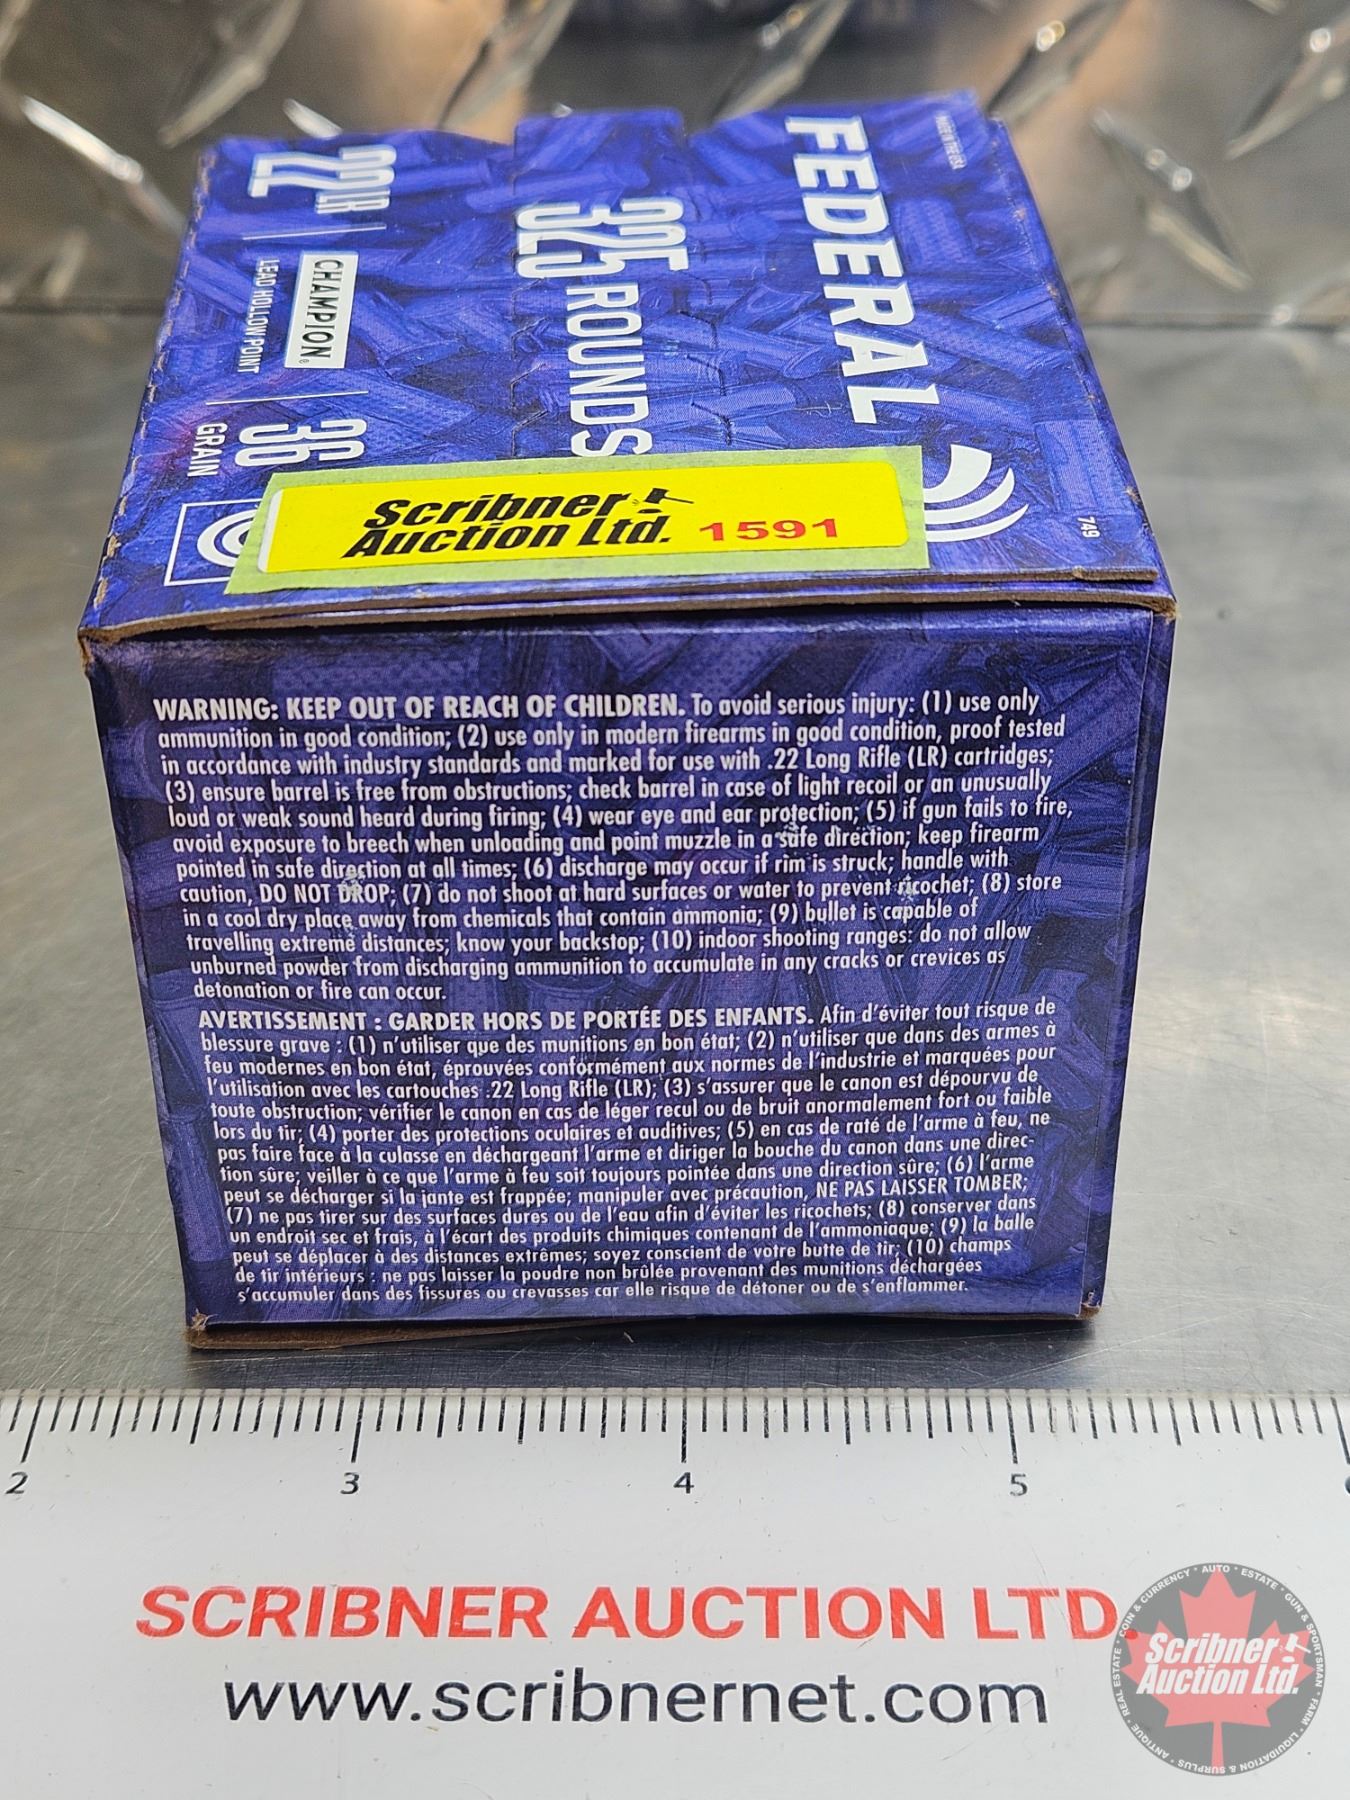 MADE IN THE USA
FEDERAL
749
325 ROUNDS
22LR
CHAMPION®
LEAD HOLLOW POINT
36
GRAIN
Scribner
Auction Ltd. 1591
WARNING: KEEP OUT OF REACH OF CHILDREN. To avoid serious injury: (1) use only
ammunition in good condition; (2) use only in modern firearms in good condition, proof tested
in accordance with industry standards and marked for use with .22 Long Rifle (LR) cartridges;
(3) ensure barrel is free from obstructions; check barrel in case of light recoil or an unusually
loud or weak sound heard during firing; (4) wear eye and ear protection; (5) if gun fails to fire,
avoid exposure to breech when unloading and point muzzle in a safe direction; keep firearm
pointed in safe direction at all times; (6) discharge may occur if rim is struck; handle with
caution, DO NOT DROP; (7) do not shoot at hard surfaces or water to prevent ricochet; (8) store
in a cool dry place away from chemicals that contain ammonia; (9) bullet is capable of
travelling extreme distances; know your backstop; (10) indoor shooting ranges: do not allow
unburned powder from discharging ammunition to accumulate in any cracks or crevices as
detonation or fire can occur.
AVERTISSEMENT : GARDER HORS DE PORTÉE DES ENFANTS. Afin d'éviter tout risque de
blessure grave : (1) n'utiliser que des munitions en bon état; (2) n'utiliser que dans des armes à
feu modernes en bon état, éprouvées conformément aux normes de l'industrie et marquées pour
l'utilisation avec les cartouches .22 Long Rifle (LR); (3) s'assurer que le canon est dépourvu de
toute obstruction; vérifier le canon en cas de léger recul ou de bruit anormalement fort ou faible
lors du tir; (4) porter des protections oculaires et auditives; (5) en cas de raté de l'arme à feu, ne
pas faire face à la culasse en déchargeant l'arme et diriger la bouche du canon dans une direc-
tion sûre; veiller à ce que l'arme à feu soit toujours pointée dans une direction sûre; (6) l'arme
peut se décharger si la jante est frappée; manipuler avec précaution, NE PAS LAISSER TOMBER;
(7) ne pas tirer sur des surfaces dures ou de l'eau afin d'éviter les ricochets; (8) conserver dans
un endroit sec et frais, à l'écart des produits chimiques contenant de l'ammoniaque; (9) la balle
peut se déplacer à des distances extrêmes; soyez conscient de votre butte de tir; (10) champs
de tir intérieurs : ne pas laisser la poudre non brûlée provenant des munitions déchargées
s'accumuler dans des fissures ou crevasses car elle risque de détoner ou de s'enflammer.
2 3 4 5
SCRIBNER AUCTION LTD.
www.scribnernet.com
Scribner
Auction Ltd.
ANTIQUE • REAL ESTATE • COIN & CURRENCY • AUTO • ESTATE • GUN & SPORTSMAN • FARM • LIQUIDATION & SURPLUS